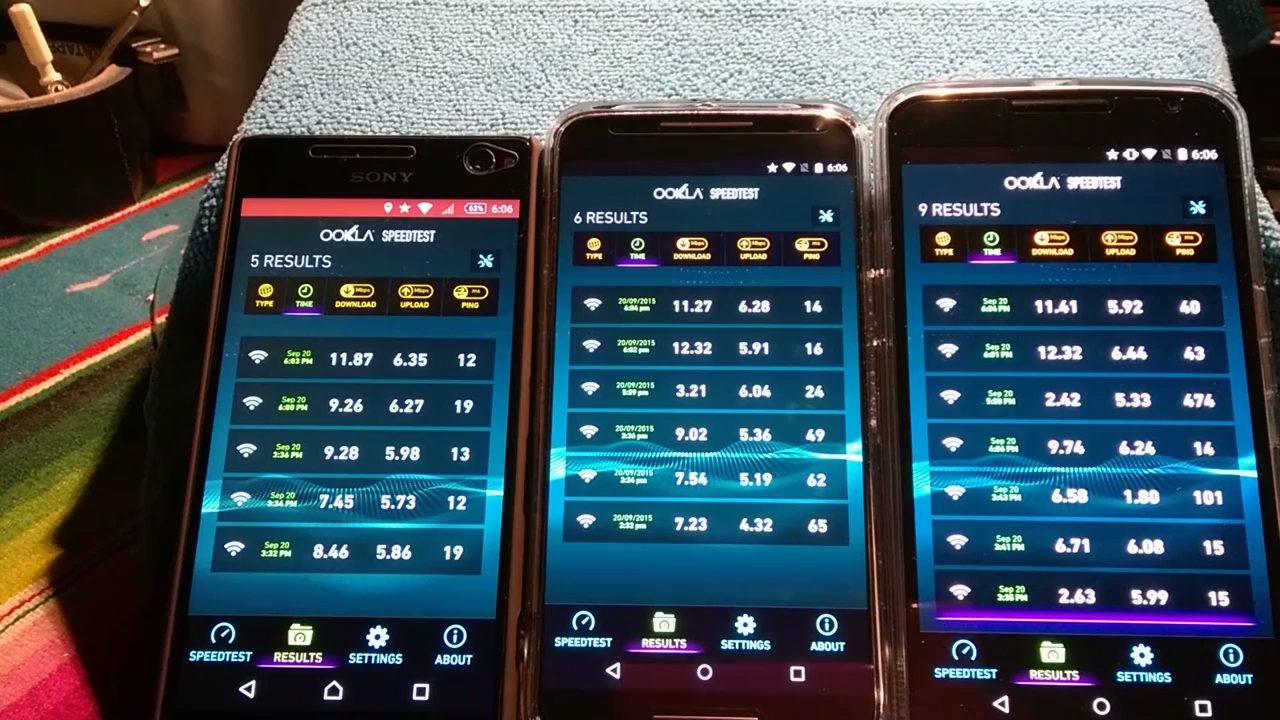 SONY
63% 6:06
OOKLA SPEEDTEST
5 RESULTS
TYPE TIME Mbps DOWNLOAD Mbps UPLOAD ms PING
Sep 20 6:03 PM 11.87 6.35 12
Sep 20 6:00 PM 9.26 6.27 19
Sep 20 3:36 PM 9.28 5.98 13
Sep 20 3:34 PM 7.45 5.73 12
Sep 20 3:32 PM 8.46 5.86 19
SPEEDTEST RESULTS SETTINGS ABOUT
6:06
OOKLA SPEEDTEST
6 RESULTS
TYPE TIME Mbps DOWNLOAD Mbps UPLOAD ms PING
20/09/2015 6:04 pm 11.27 6.28 14
20/09/2015 6:02 pm 12.32 5.91 16
20/09/2015 5:09 pm 3.21 6.04 24
20/09/2015 3:36 pm 9.02 5.36 49
20/09/2015 3:34 pm 7.54 5.19 62
20/09/2015 3:32 pm 7.23 4.32 65
SPEEDTEST RESULTS SETTINGS ABOUT
6:06
OOKLA SPEEDTEST
9 RESULTS
TYPE TIME Mbps DOWNLOAD Mbps UPLOAD ms PING
Sep 20 6:04 PM 11.41 5.92 40
Sep 20 6:01 PM 12.32 6.44 43
Sep 20 2.42 5.33 474
Sep 20 4:06 PM 9.74 6.24 14
Sep 20 3:43 PM 6.58 1.80 101
Sep 20 3:41 PM 6.71 6.08 15
Sep 20 3:35 PM 2.63 5.99 15
SPEEDTEST RESULTS SETTINGS ABOUT